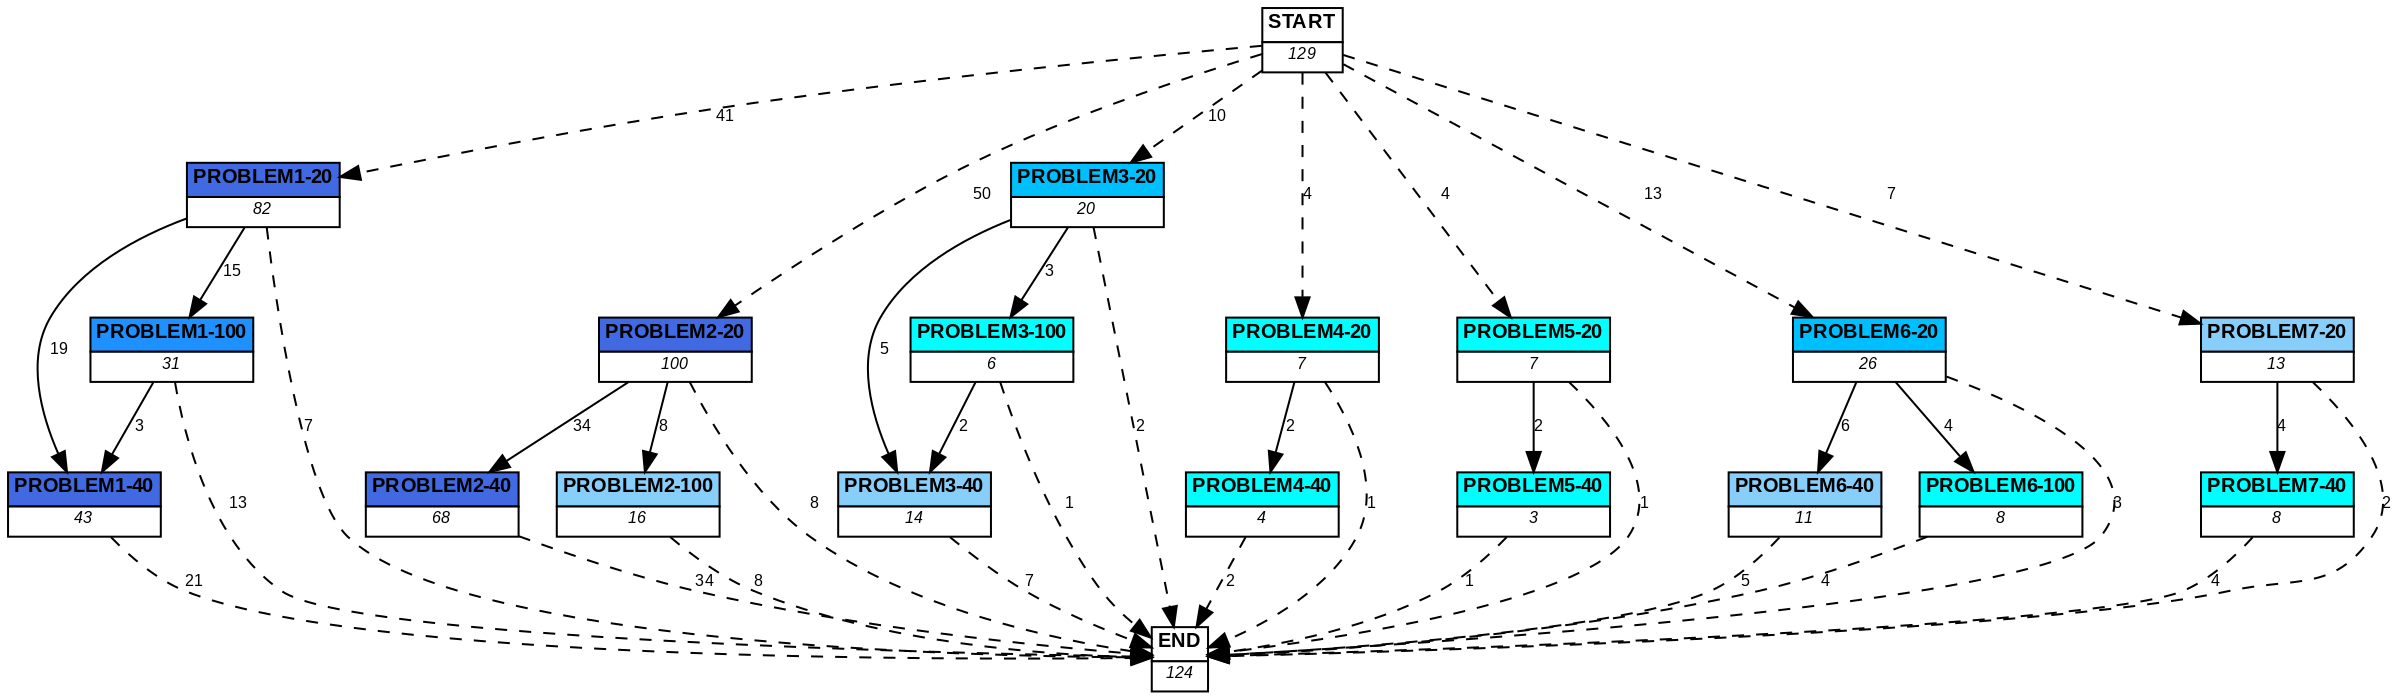 START
129
41
10
50
4
4
13
7
PROBLEM1-20
82
PROBLEM3-20
20
15
3
19
5
PROBLEM1-100
31
PROBLEM2-20
100
PROBLEM3-100
6
PROBLEM4-20
7
PROBLEM5-20
7
PROBLEM6-20
26
PROBLEM7-20
13
3
7
34
8
2
2
2
2
6
4
4
PROBLEM1-40
43
13
PROBLEM2-40
68
PROBLEM2-100
16
8
PROBLEM3-40
14
1
PROBLEM4-40
4
1
PROBLEM5-40
3
1
PROBLEM6-40
11
PROBLEM6-100
8
3
PROBLEM7-40
8
2
21
34
8
7
2
1
5
4
4
END
124